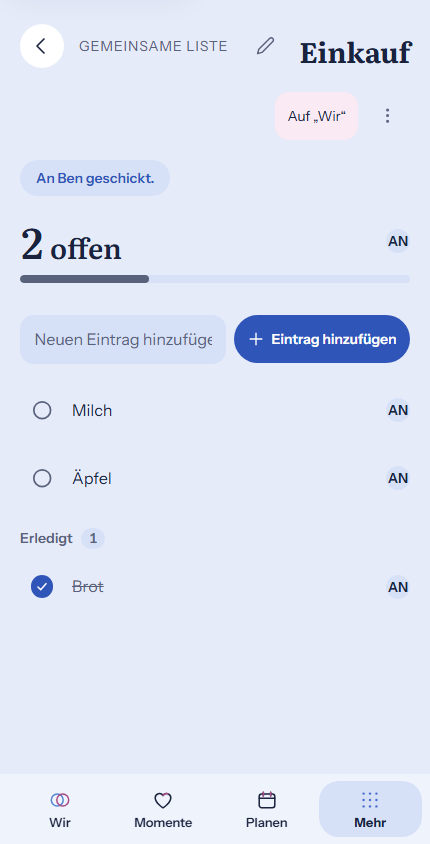 GEMEINSAME LISTE
Einkauf
Auf „Wir“
An Ben geschickt.
2 offen
AN
Neuen Eintrag hinzufüge
Eintrag hinzufügen
Milch
AN
Äpfel
AN
Erledigt 1
Brot
AN
Wir
Momente
Planen
Mehr